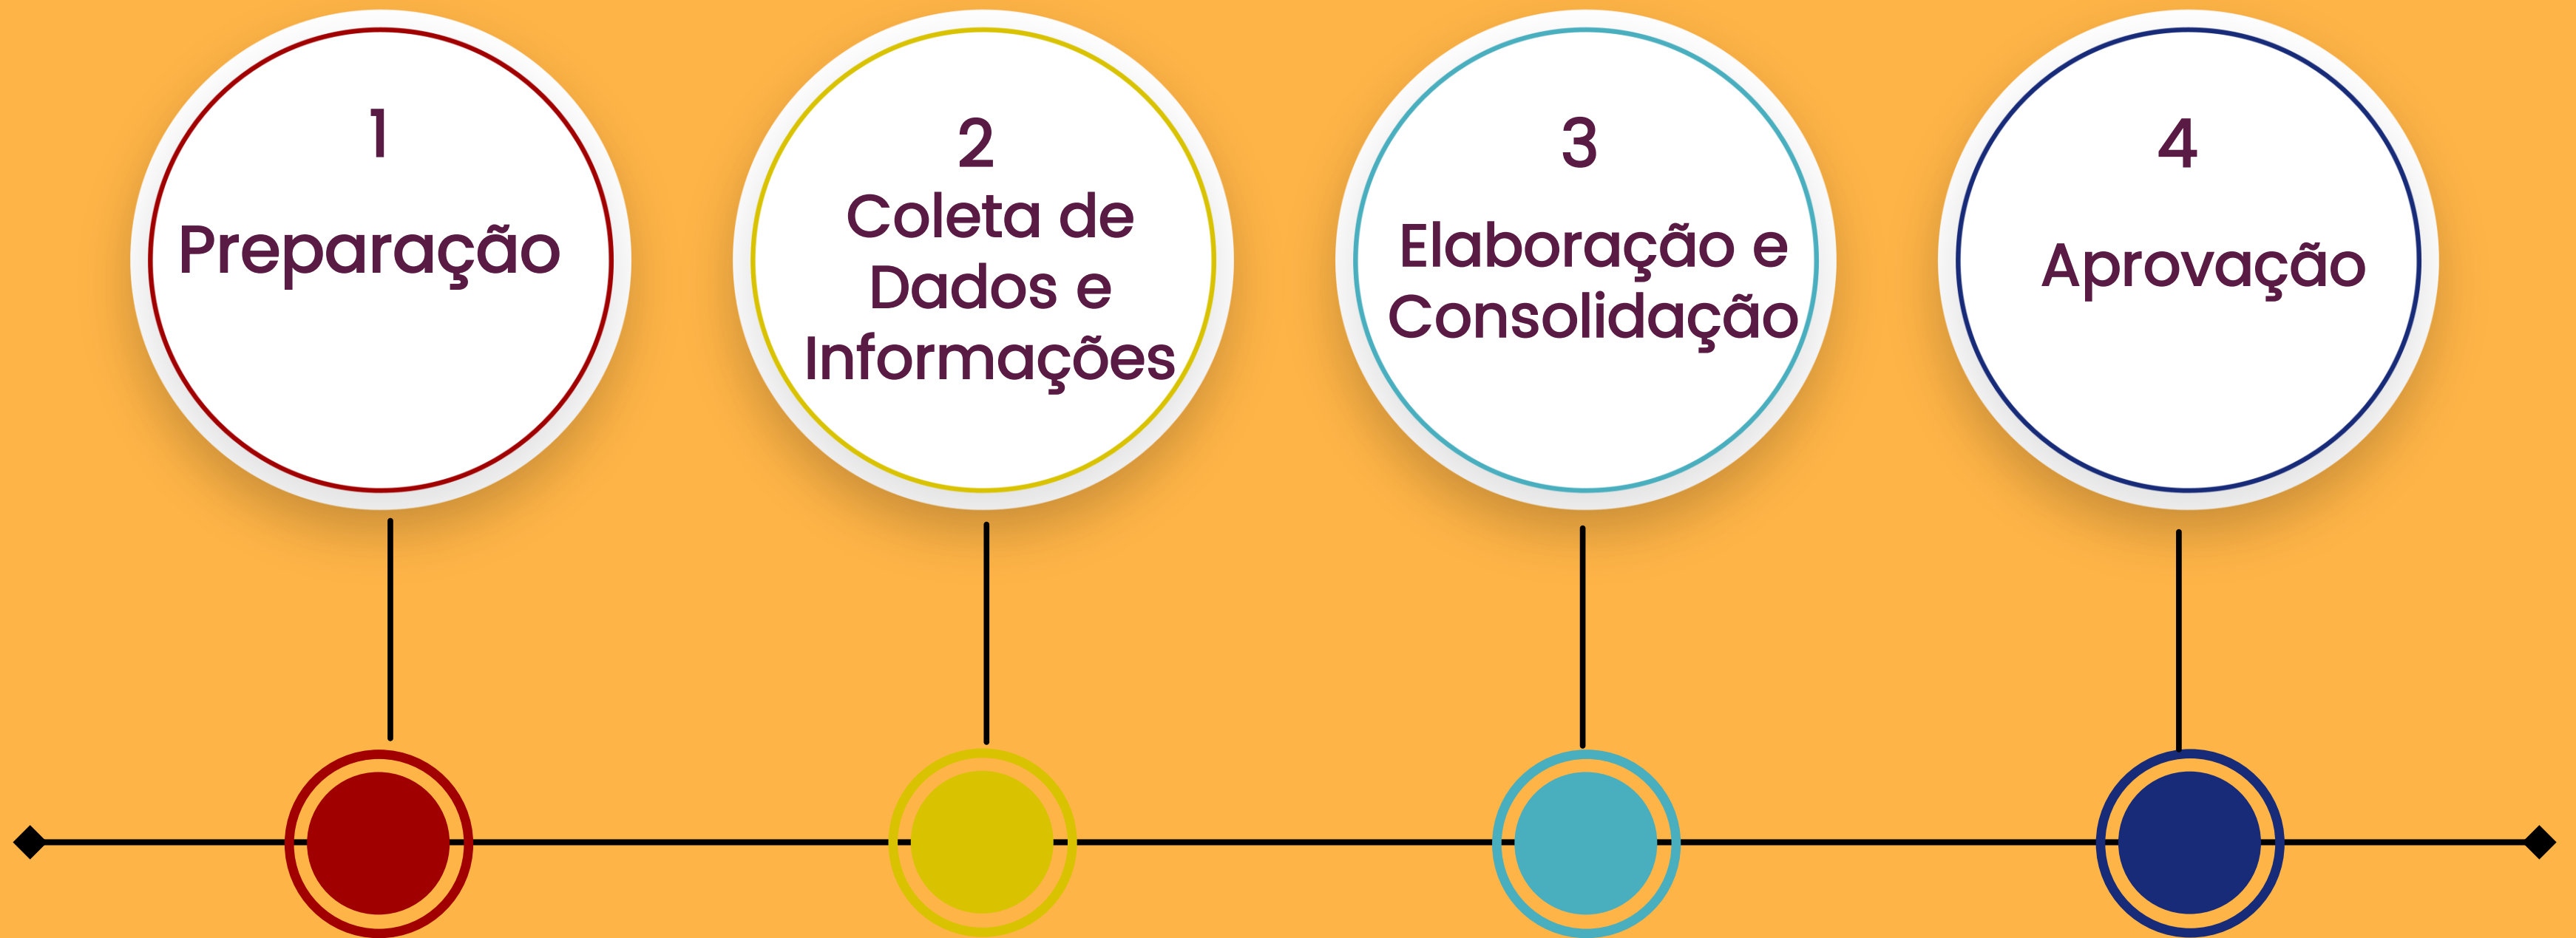 1
Preparação
2
Coleta de
Dados e
Informações
3
Elaboração e
Consolidação
4
Aprovação